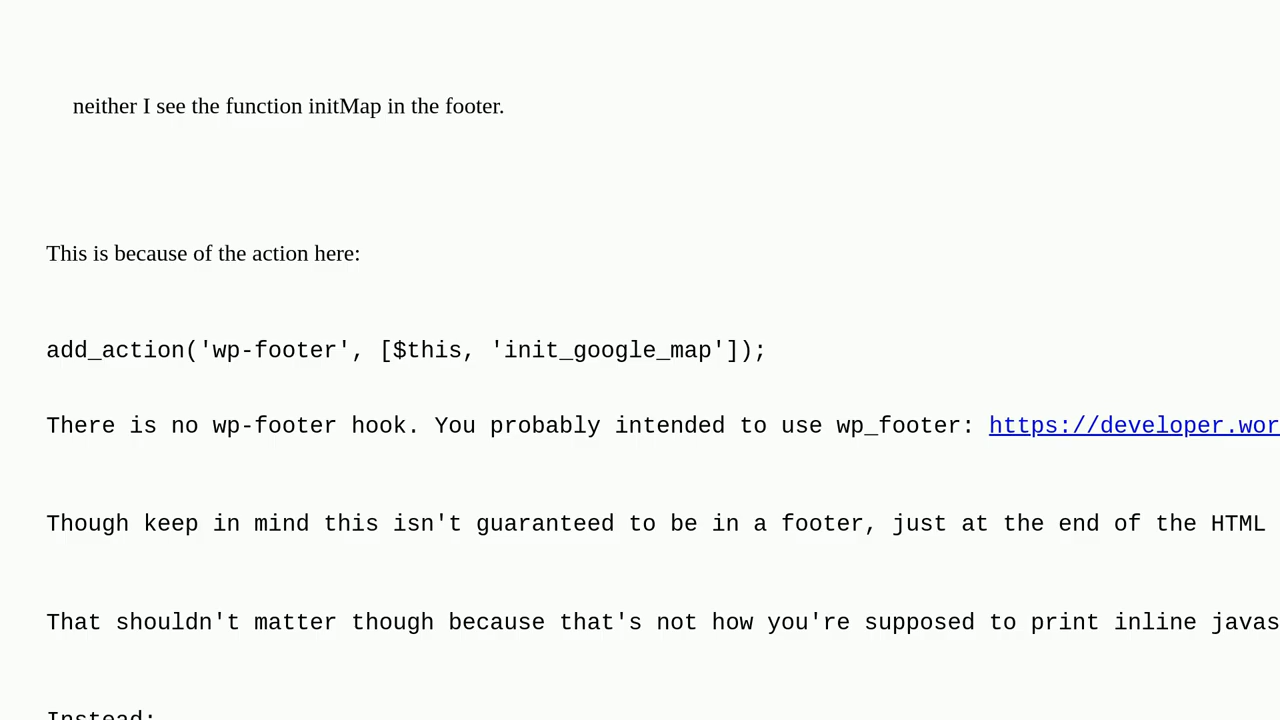 neither I see the function initMap in the footer.
This is because of the action here:
add_action('wp-footer', [$this, 'init_google_map']);
There is no wp-footer hook. You probably intended to use wp_footer: https://developer.wor
Though keep in mind this isn't guaranteed to be in a footer, just at the end of the HTML
That shouldn't matter though because that's not how you're supposed to print inline javas
Instead: